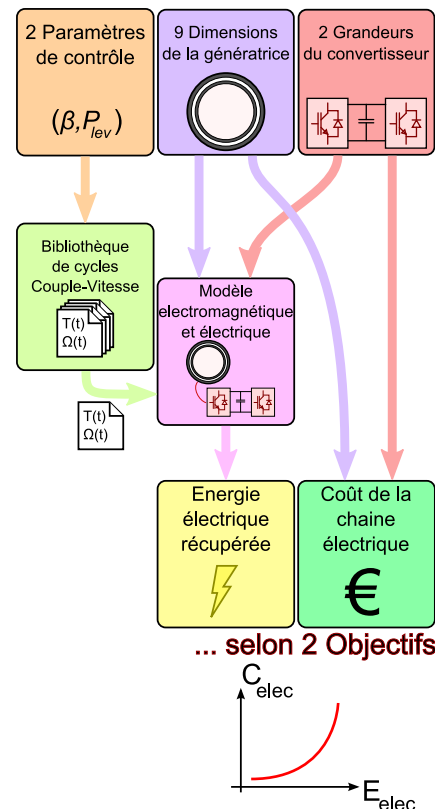 2 Paramètres
de contrôle
(β,P_lev)
9 Dimensions
de la génératrice
2 Grandeurs
du convertisseur
Bibliothèque
de cycles
Couple-Vitesse
T(t)
Ω(t)
T(t)
Ω(t)
Modèle
electromagnétique
et électrique
Energie
électrique
récupérée
Coût de la
chaine
électrique
€
... selon 2 Objectifs
C_elec
E_elec